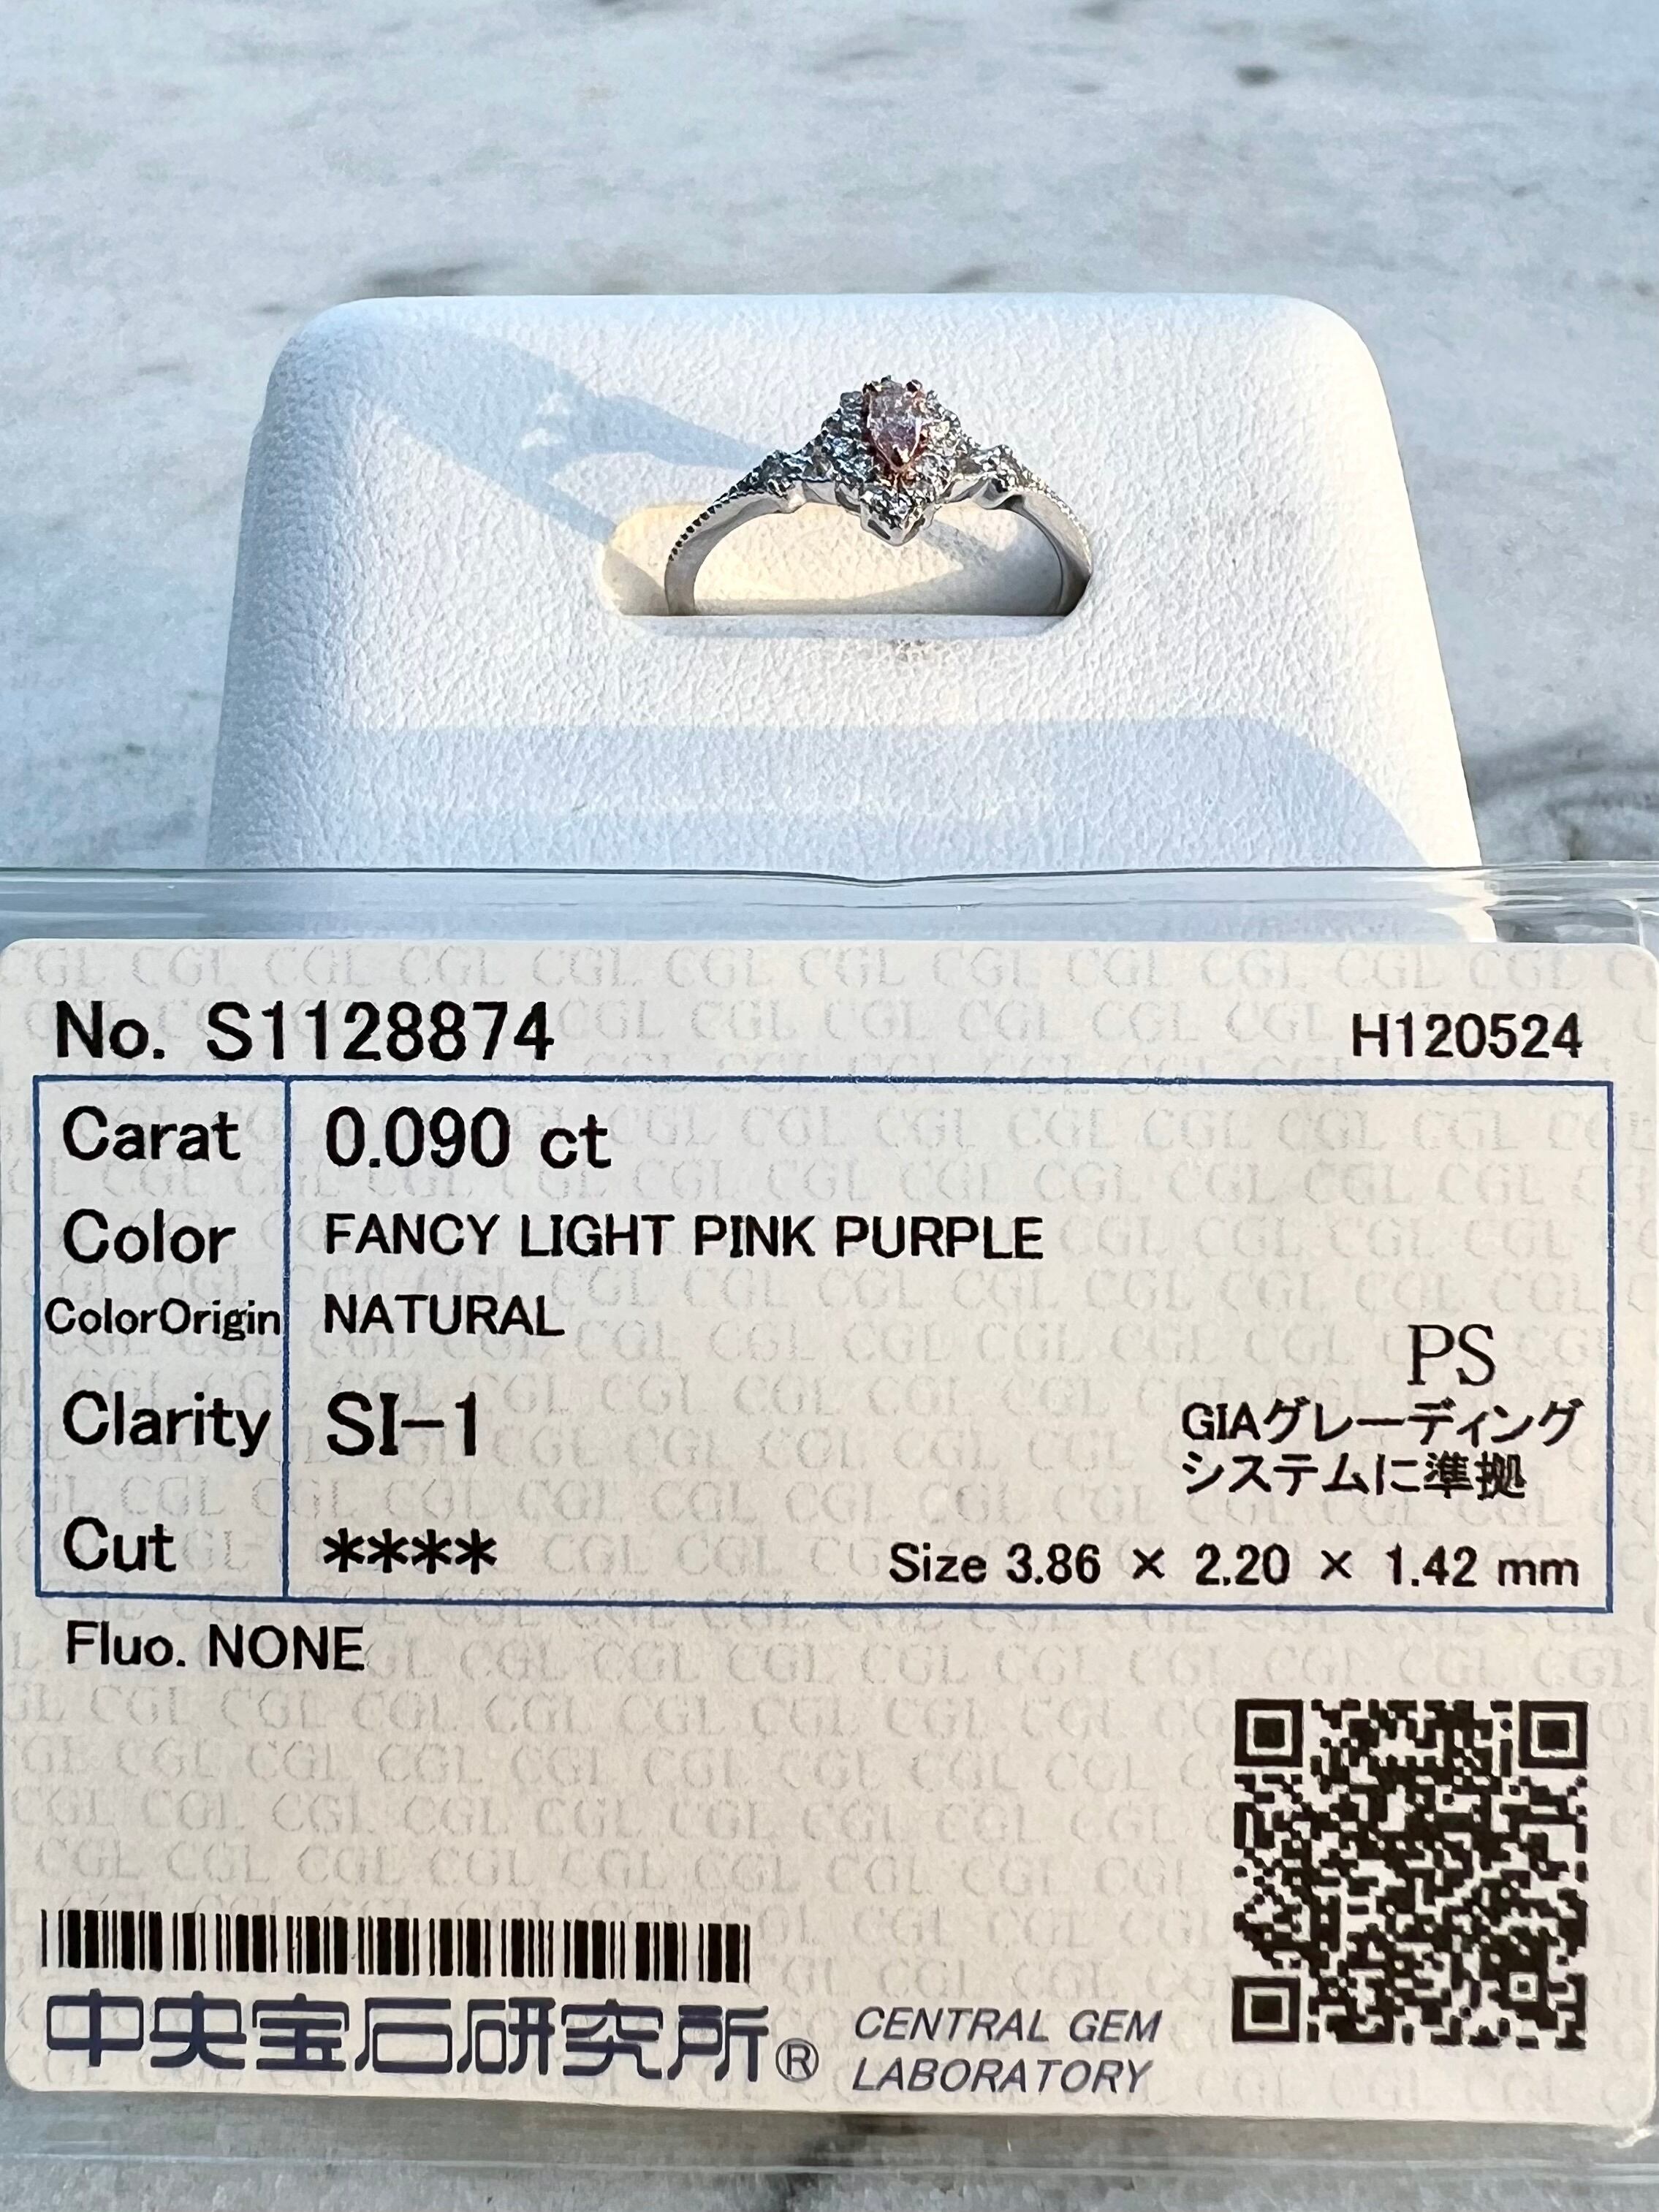 No. S1128874
H120524
Carat 0.090 ct
Color FANCY LIGHT PINK PURPLE
ColorOrigin NATURAL
PS
Clarity SI-1
GIAグレーディング
システムに準拠
Cut ****
Size 3.86 × 2.20 × 1.42 mm
Fluo. NONE
中央宝石研究所®
CENTRAL GEM
LABORATORY